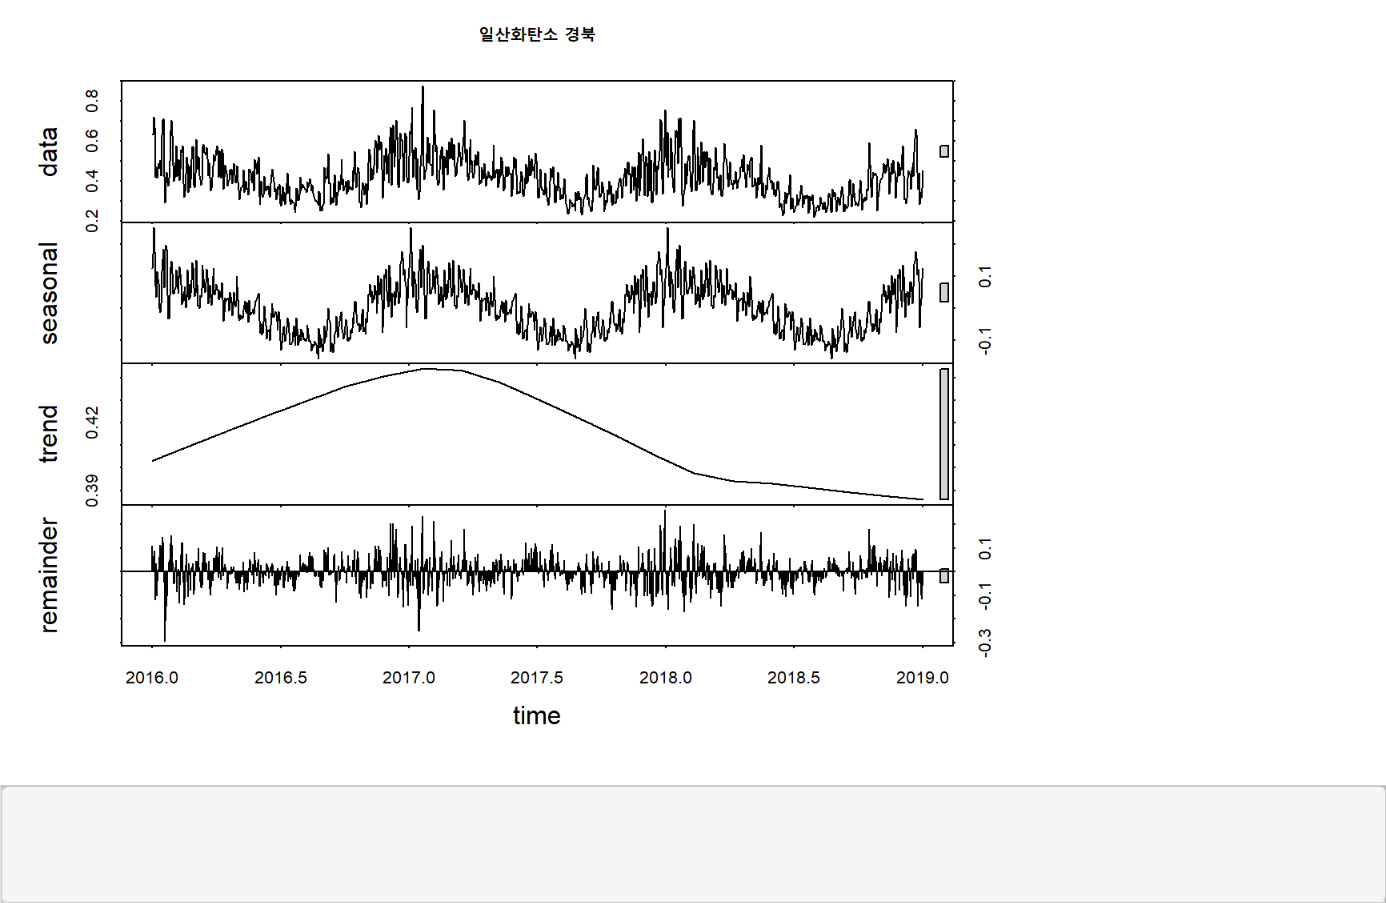 일산화탄소 경북
data
0.2 0.4 0.6 0.8
seasonal
-0.1 0.1
trend
0.39 0.42
remainder
-0.3 -0.1 0.1
2016.0 2016.5 2017.0 2017.5 2018.0 2018.5 2019.0
time